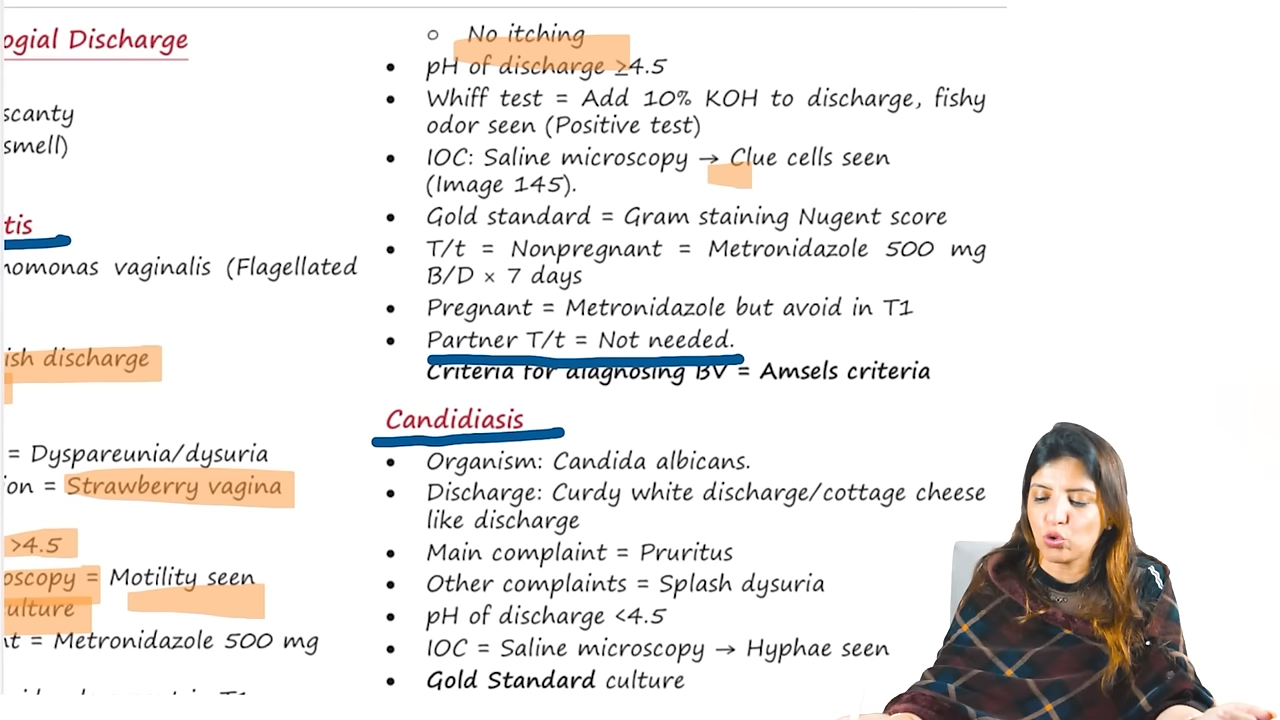 ogial Discharge
scanty
smell)
tis
homonas vaginalis (Flagellated
ish discharge
= Dyspareunia/dysuria
ion = Strawberry vagina
>4.5
oscopy = Motility seen
culture
nt = Metronidazole 500 mg
No itching
pH of discharge ≥4.5
Whiff test = Add 10% KOH to discharge, fishy
odor seen (Positive test)
IOC: Saline microscopy → Clue cells seen
(Image 145).
Gold standard = Gram staining Nugent score
T/t = Nonpregnant = Metronidazole 500 mg
B/D × 7 days
Pregnant = Metronidazole but avoid in T1
Partner T/t = Not needed.
Criteria for diagnosing BV = Amsels criteria
Candidiasis
Organism: Candida albicans.
Discharge: Curdy white discharge/cottage cheese
like discharge
Main complaint = Pruritus
Other complaints = Splash dysuria
pH of discharge <4.5
IOC = Saline microscopy → Hyphae seen
Gold Standard culture